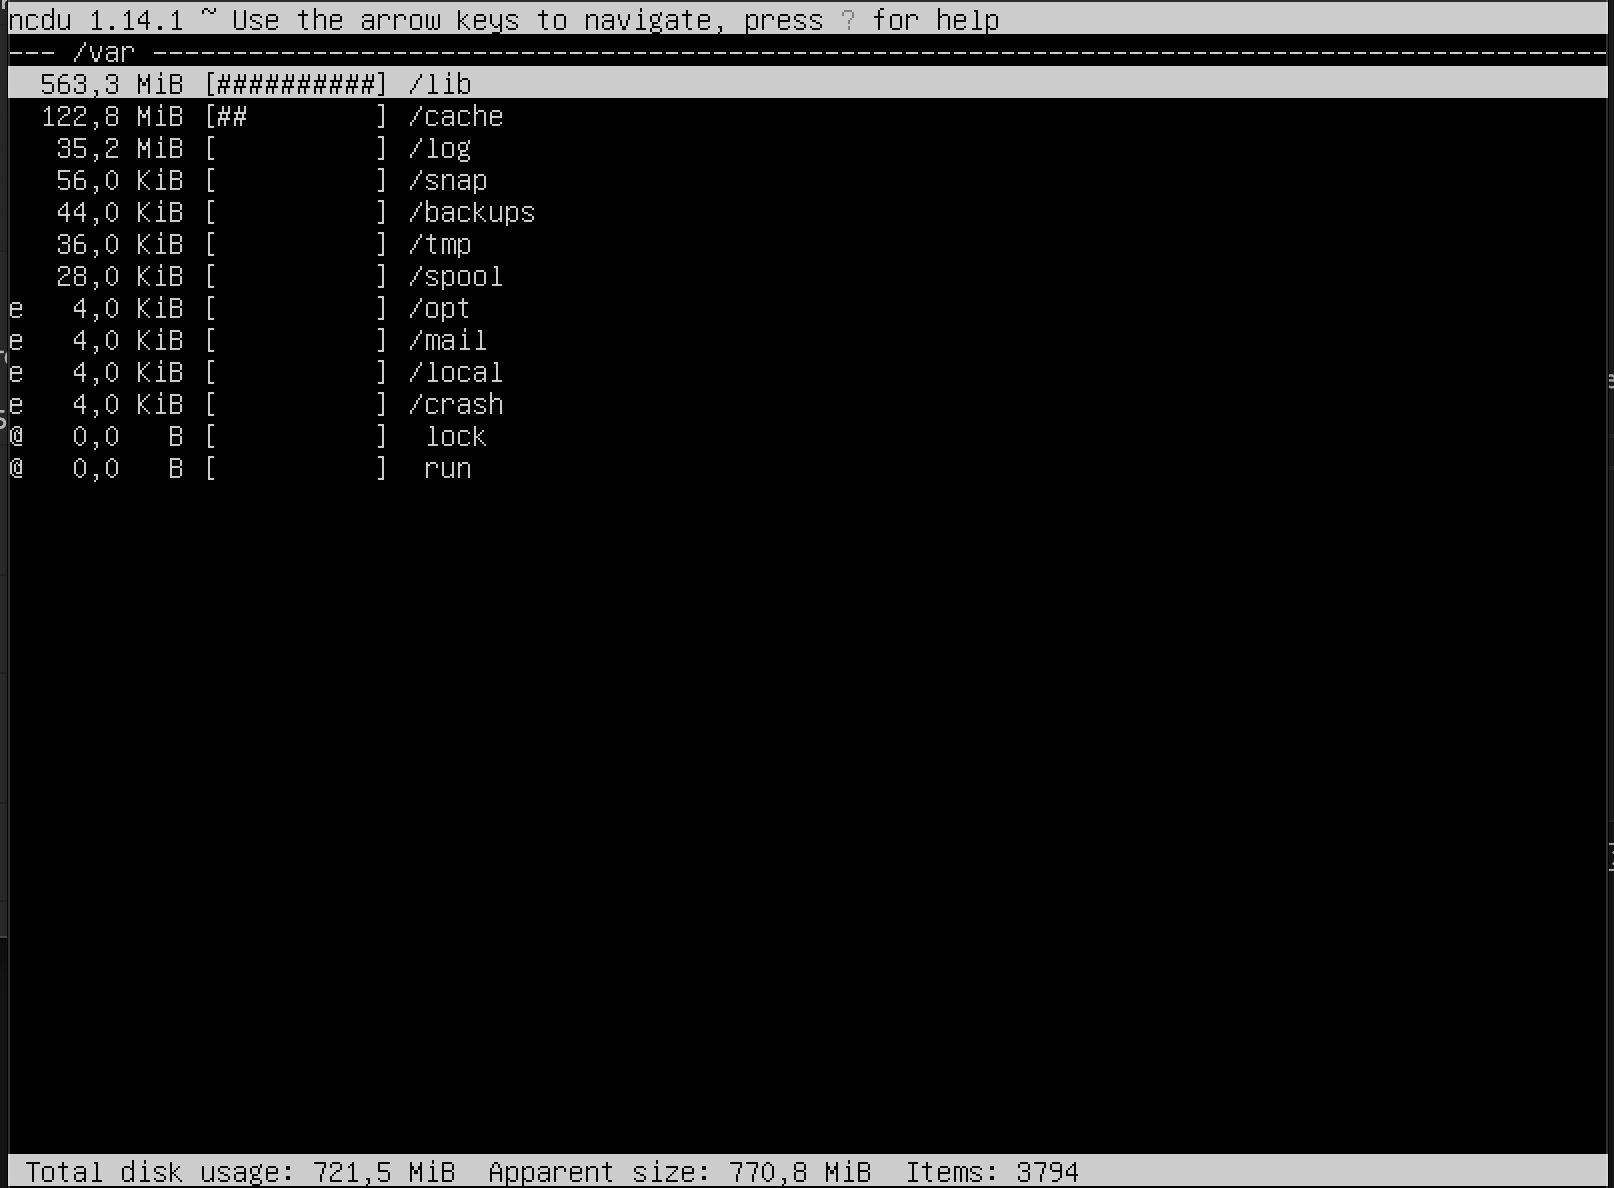 ncdu 1.14.1 ~ Use the arrow keys to navigate, press ? for help
--- /var -------------------------------------------------------------------------------------------
563,3 MiB [##########] /lib
122,8 MiB [##        ] /cache
35,2 MiB [          ] /log
56,0 KiB [          ] /snap
44,0 KiB [          ] /backups
36,0 KiB [          ] /tmp
28,0 KiB [          ] /spool
e 4,0 KiB [          ] /opt
e 4,0 KiB [          ] /mail
e 4,0 KiB [          ] /local
e 4,0 KiB [          ] /crash
@ 0,0 B [          ] lock
@ 0,0 B [          ] run
Total disk usage: 721,5 MiB Apparent size: 770,8 MiB Items: 3794